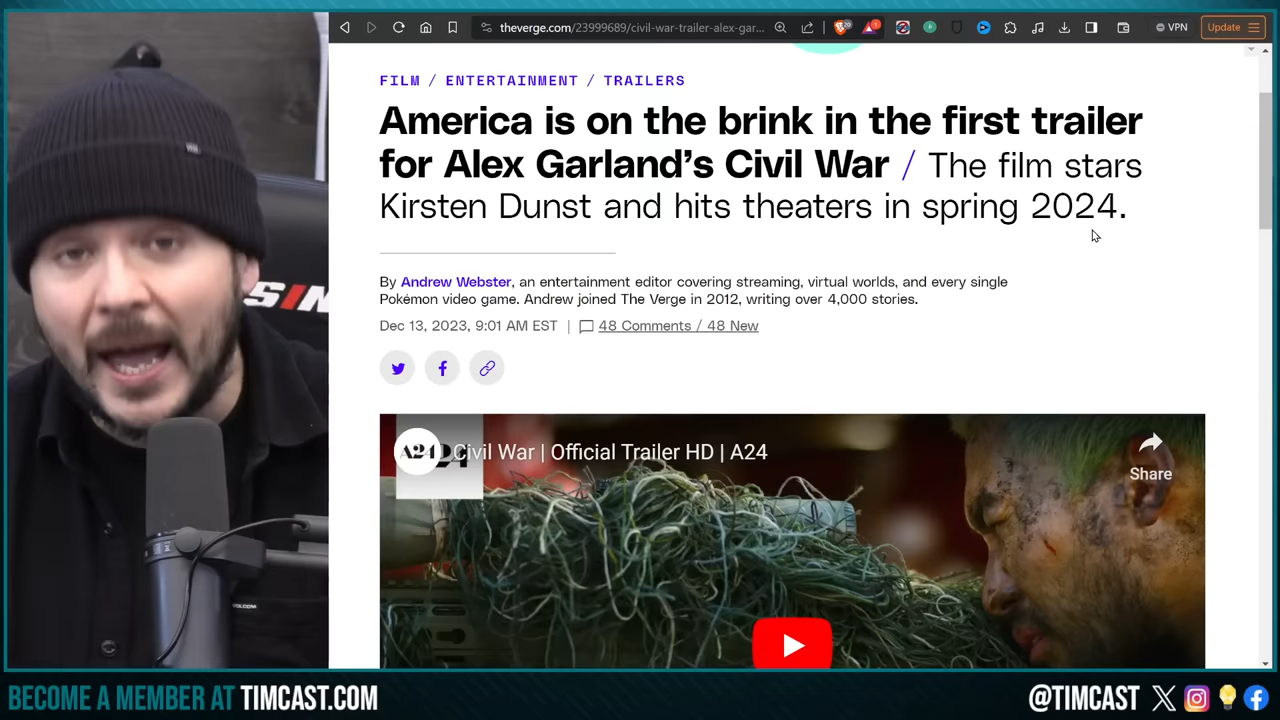 theverge.com/23999689/civil-war-trailer-alex-gar...
VPN
Update
FILM / ENTERTAINMENT / TRAILERS
America is on the brink in the first trailer
for Alex Garland's Civil War / The film stars
Kirsten Dunst and hits theaters in spring 2024.
By Andrew Webster, an entertainment editor covering streaming, virtual worlds, and every single
Pokémon video game. Andrew joined The Verge in 2012, writing over 4,000 stories.
Dec 13, 2023, 9:01 AM EST | 48 Comments / 48 New
A24 Civil War | Official Trailer HD | A24
Share
SIN
VOLCOM
BECOME A MEMBER AT TIMCAST.COM
@TIMCAST